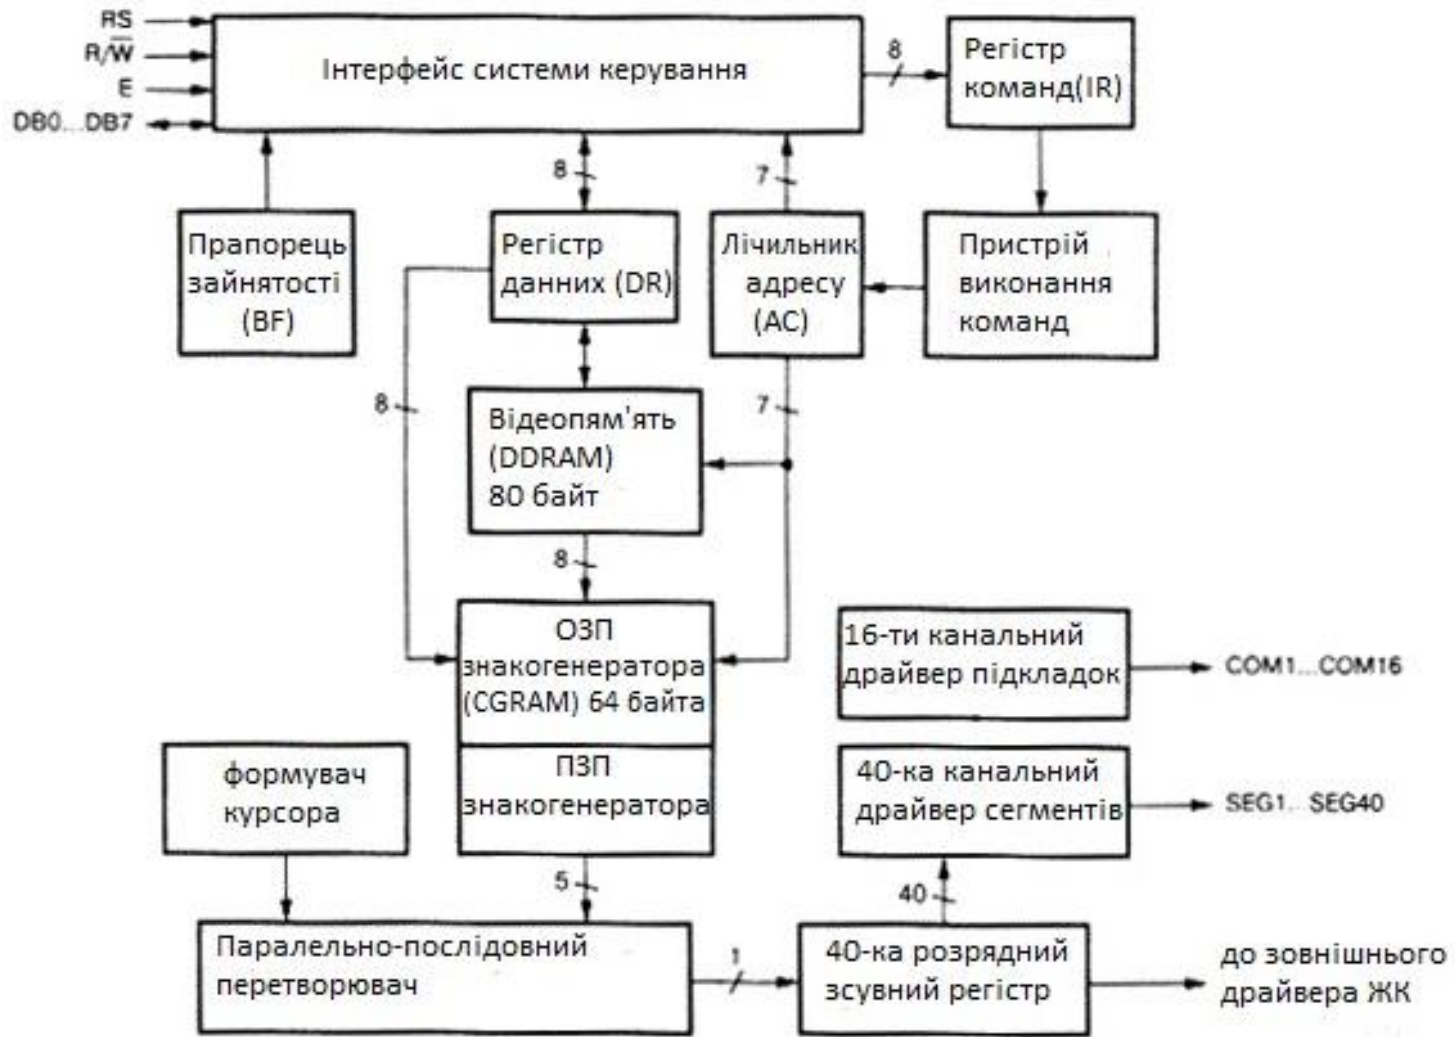 RS
R/W̅
E
DB0...DB7
Інтерфейс системи керування
8
Регістр
команд(IR)
8
7
Прапорець
зайнятості
(BF)
Регістр
данних (DR)
Лічильник
адресу
(AC)
Пристрій
виконання
команд
8
7
Відеопям'ять
(DDRAM)
80 байт
8
ОЗП
знакогенератора
(CGRAM) 64 байта
16-ти канальний
драйвер підкладок
COM1...COM16
формувач
курсора
ПЗП
знакогенератора
40-ка канальний
драйвер сегментів
SEG1.. SEG40
5
40
Паралельно-послідовний
перетворювач
1
40-ка розрядний
зсувний регістр
до зовнішнього
драйвера ЖК